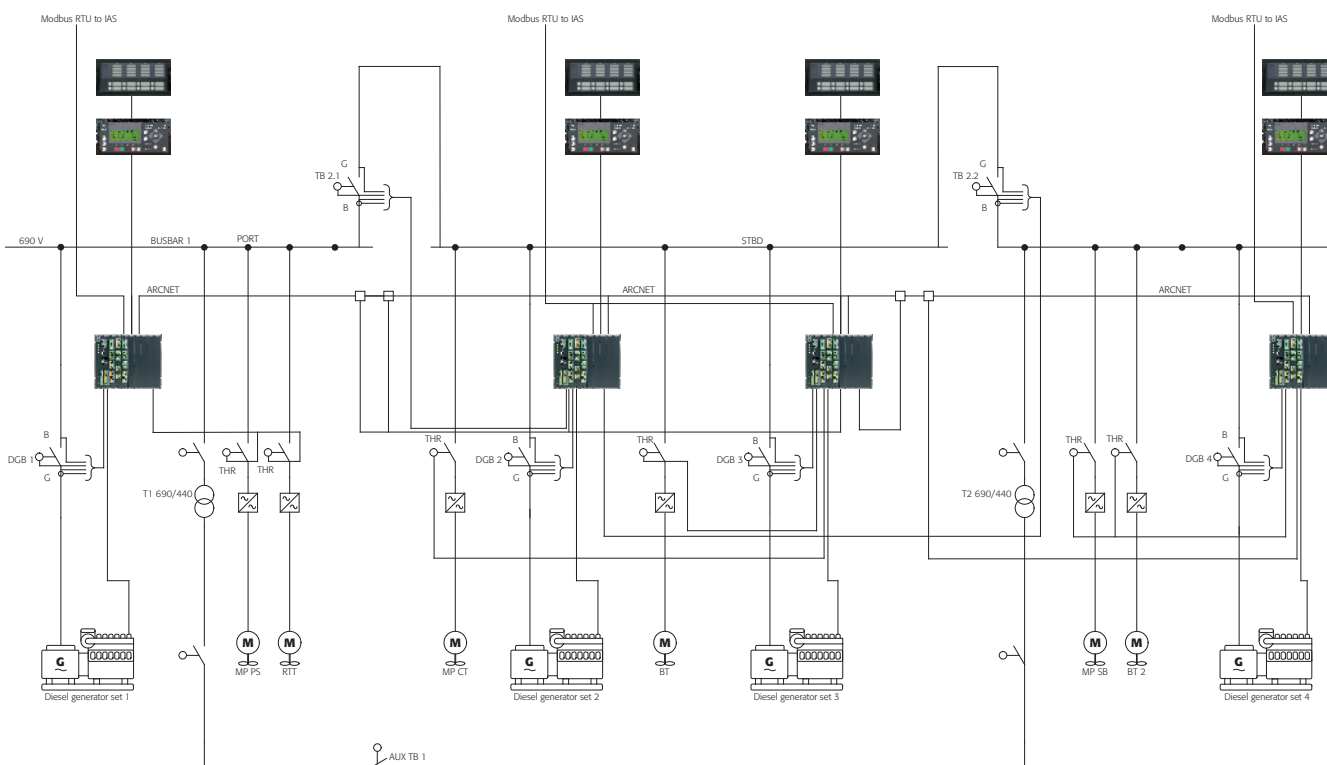 Modbus RTU to IAS
Modbus RTU to IAS
Modbus RTU to IAS
G
TB 2.1
B
G
TB 2.2
B
690 V
BUSBAR 1
PORT
STBD
ARCNET
ARCNET
ARCNET
B
DGB 1
G
THR
THR
THR
B
DGB 2
G
THR
B
DGB 3
G
THR
THR
B
DGB 4
G
T1 690/440
T2 690/440
G
M
M
M
G
M
G
M
M
G
MP PS
RTT
MP CT
BT
MP SB
BT 2
Diesel generator set 1
Diesel generator set 2
Diesel generator set 3
Diesel generator set 4
AUX TB 1